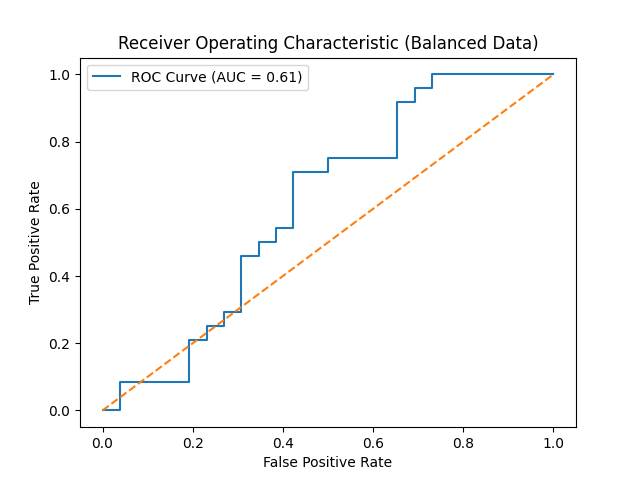 Receiver Operating Characteristic (Balanced Data)
ROC Curve (AUC = 0.61)
True Positive Rate
1.0
0.8
0.6
0.4
0.2
0.0
0.0 0.2 0.4 0.6 0.8 1.0
False Positive Rate